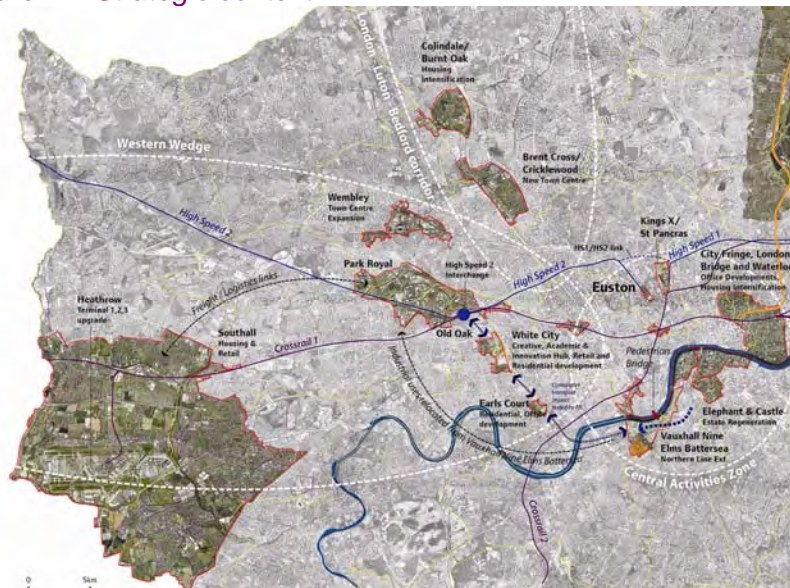 Colindale/
Burnt Oak
Housing
Intensification
London - Luton - Bedford corridor
Western Wedge
Brent Cross/
Cricklewood
New Town Centre
Wembley
Town Centre
Expansion
High Speed 2
Kings X/
St Pancras
HS1/HS2 link
High Speed 1
Park Royal
High Speed 2
Interchange
High Speed 2
City Fringe, London
Bridge and Waterloo
Office Developments,
Housing Intensification
Euston
Freight / Logistics links
Heathrow
Terminal 1,2,3
upgrade
Southall
Housing &
Retail
Crossrail 1
Old Oak
White City
Creative, Academic &
Innovation Hub, Retail and
Residential development
Pedestrian
Bridge
Earls Court
Residential, Office
development
Elephant & Castle
Estate Regeneration
Vauxhall Nine
Elms Battersea
Northern Line Ext.
Central Activities Zone
Crossrail 2
0 5km